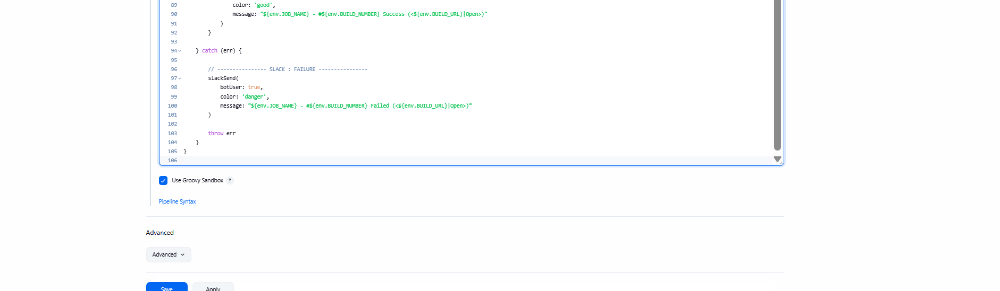 89 color: 'good',
90 message: "${env.JOB_NAME} - #${env.BUILD_NUMBER} Success (<${env.BUILD_URL}|Open>)"
91 )
92 }
93
94 } catch (err) {
95
96 // ---------------- SLACK : FAILURE ----------------
97 slackSend(
98 botUser: true,
99 color: 'danger',
100 message: "${env.JOB_NAME} - #${env.BUILD_NUMBER} Failed (<${env.BUILD_URL}|Open>)"
101 )
102
103 throw err
104 }
105 }
106
Use Groovy Sandbox ?
Pipeline Syntax
Advanced
Advanced
Save Apply